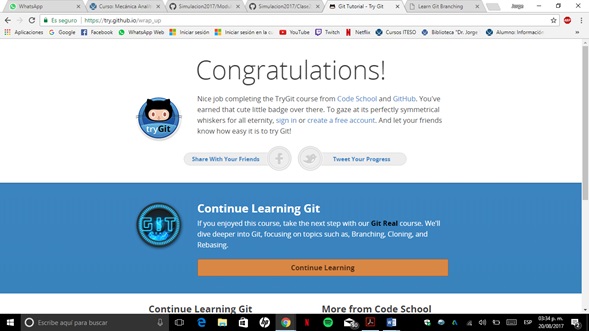 WhatsApp
Curso: Mecánica Analí
Simulacion2017/Modu
Simulacion2017/Class
Git Tutorial - Try Git
Learn Git Branching
Jorge
Es seguro
https://try.github.io/wrap_up
Aplicaciones
Google
Facebook
WhatsApp Web
Iniciar sesión
Iniciar sesión en la cu
YouTube
Twitch
Netflix
Cursos ITESO
Biblioteca "Dr. Jorge
Alumno: Información
Congratulations!
Nice job completing the TryGit course from Code School and GitHub. You've
earned that cute little badge over there. To gaze at its perfectly symmetrical
whiskers for all eternity, sign in or create a free account. And let your friends
know how easy it is to try Git!
tryGit
Share With Your Friends
Tweet Your Progress
GIT
Continue Learning Git
If you enjoyed this course, take the next step with our Git Real course. We'll
dive deeper into Git, focusing on topics such as, Branching, Cloning, and
Rebasing.
Continue Learning
Continue Learning Git
More from Code School
Escribe aquí para buscar
ESP
03:34 p. m.
20/08/2017